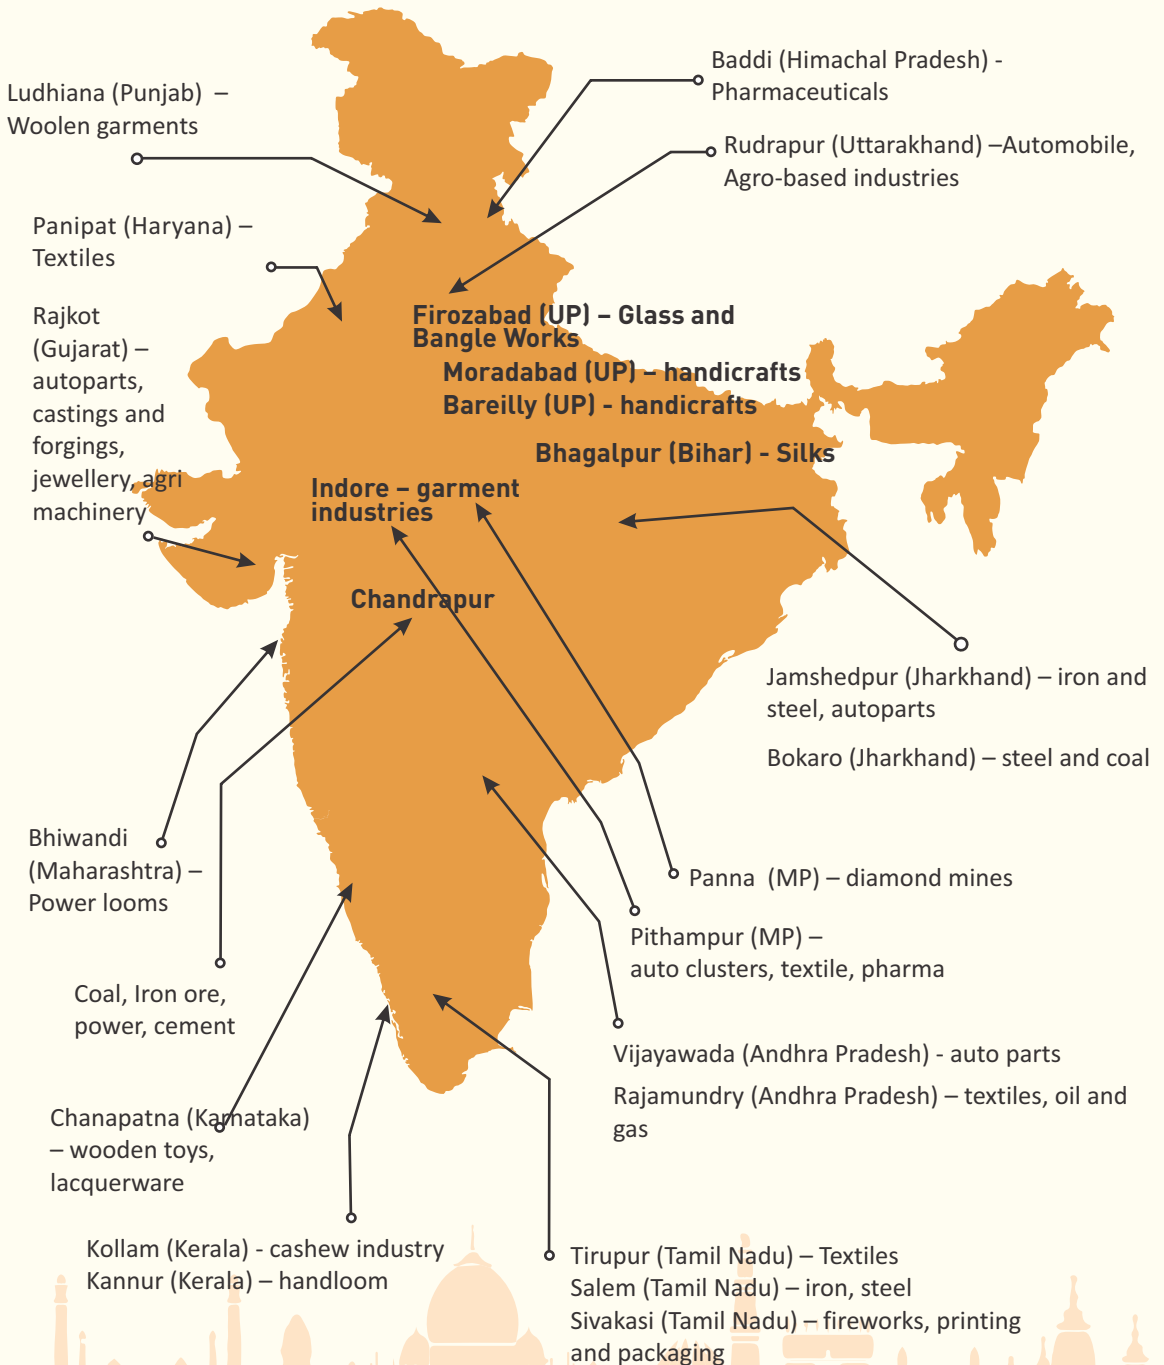 Baddi (Himachal Pradesh) -
Pharmaceuticals
Ludhiana (Punjab) –
Woolen garments
Rudrapur (Uttarakhand) –Automobile,
Agro-based industries
Panipat (Haryana) –
Textiles
Rajkot
(Gujarat) –
autoparts,
castings and
forgings,
jewellery, agri
machinery
Firozabad (UP) – Glass and
Bangle Works
Moradabad (UP) – handicrafts
Bareilly (UP) - handicrafts
Bhagalpur (Bihar) - Silks
Indore – garment
industries
Chandrapur
Jamshedpur (Jharkhand) – iron and
steel, autoparts
Bokaro (Jharkhand) – steel and coal
Bhiwandi
(Maharashtra) –
Power looms
Panna (MP) – diamond mines
Pithampur (MP) –
auto clusters, textile, pharma
Coal, Iron ore,
power, cement
Vijayawada (Andhra Pradesh) - auto parts
Rajamundry (Andhra Pradesh) – textiles, oil and
gas
Chanapatna (Karnataka)
– wooden toys,
lacquerware
Kollam (Kerala) - cashew industry
Kannur (Kerala) – handloom
Tirupur (Tamil Nadu) – Textiles
Salem (Tamil Nadu) – iron, steel
Sivakasi (Tamil Nadu) – fireworks, printing
and packaging